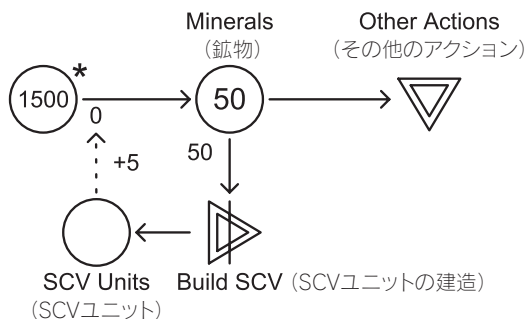 Minerals
(鉱物)
Other Actions
(その他のアクション)
1500
*
0
50
+5
50
SCV Units
(SCVユニット)
Build SCV (SCVユニットの建造)